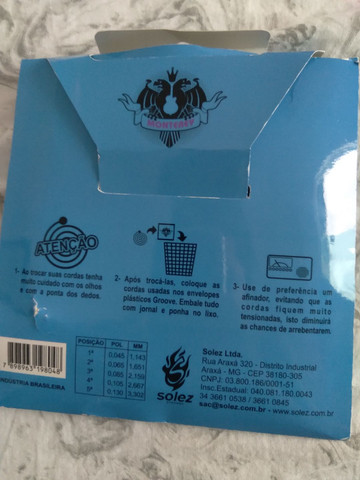 MONTEREY
ATENÇÃO
1- Ao trocar suas cordas tenha
muito cuidado com os olhos
e com a ponta dos dedos.
2- Após trocá-las, coloque as
cordas usadas nos envelopes
plásticos Groove. Embale tudo
com jornal e ponha no lixo.
3- Use de preferência um
afinador, evitando que as
cordas fiquem muito
tensionadas, isto diminuirá
as chances de arrebentarem.
7 898963 198048
INDÚSTRIA BRASILEIRA
POSIÇÃO POL MM
1ª 0,045 1,143
2ª 0,065 1,651
3ª 0,085 2,159
4ª 0,105 2,667
5ª 0,130 3,302
solez
Solez Ltda.
Rua Araxá 320 - Distrito Industrial
Araxá - MG - CEP 38180-305
CNPJ: 03.800.186/0001-51
Insc.Estadual: 040.081.180.0043
34 3661 0538 / 3661 0845
sac@solez.com.br - www.solez.com.br